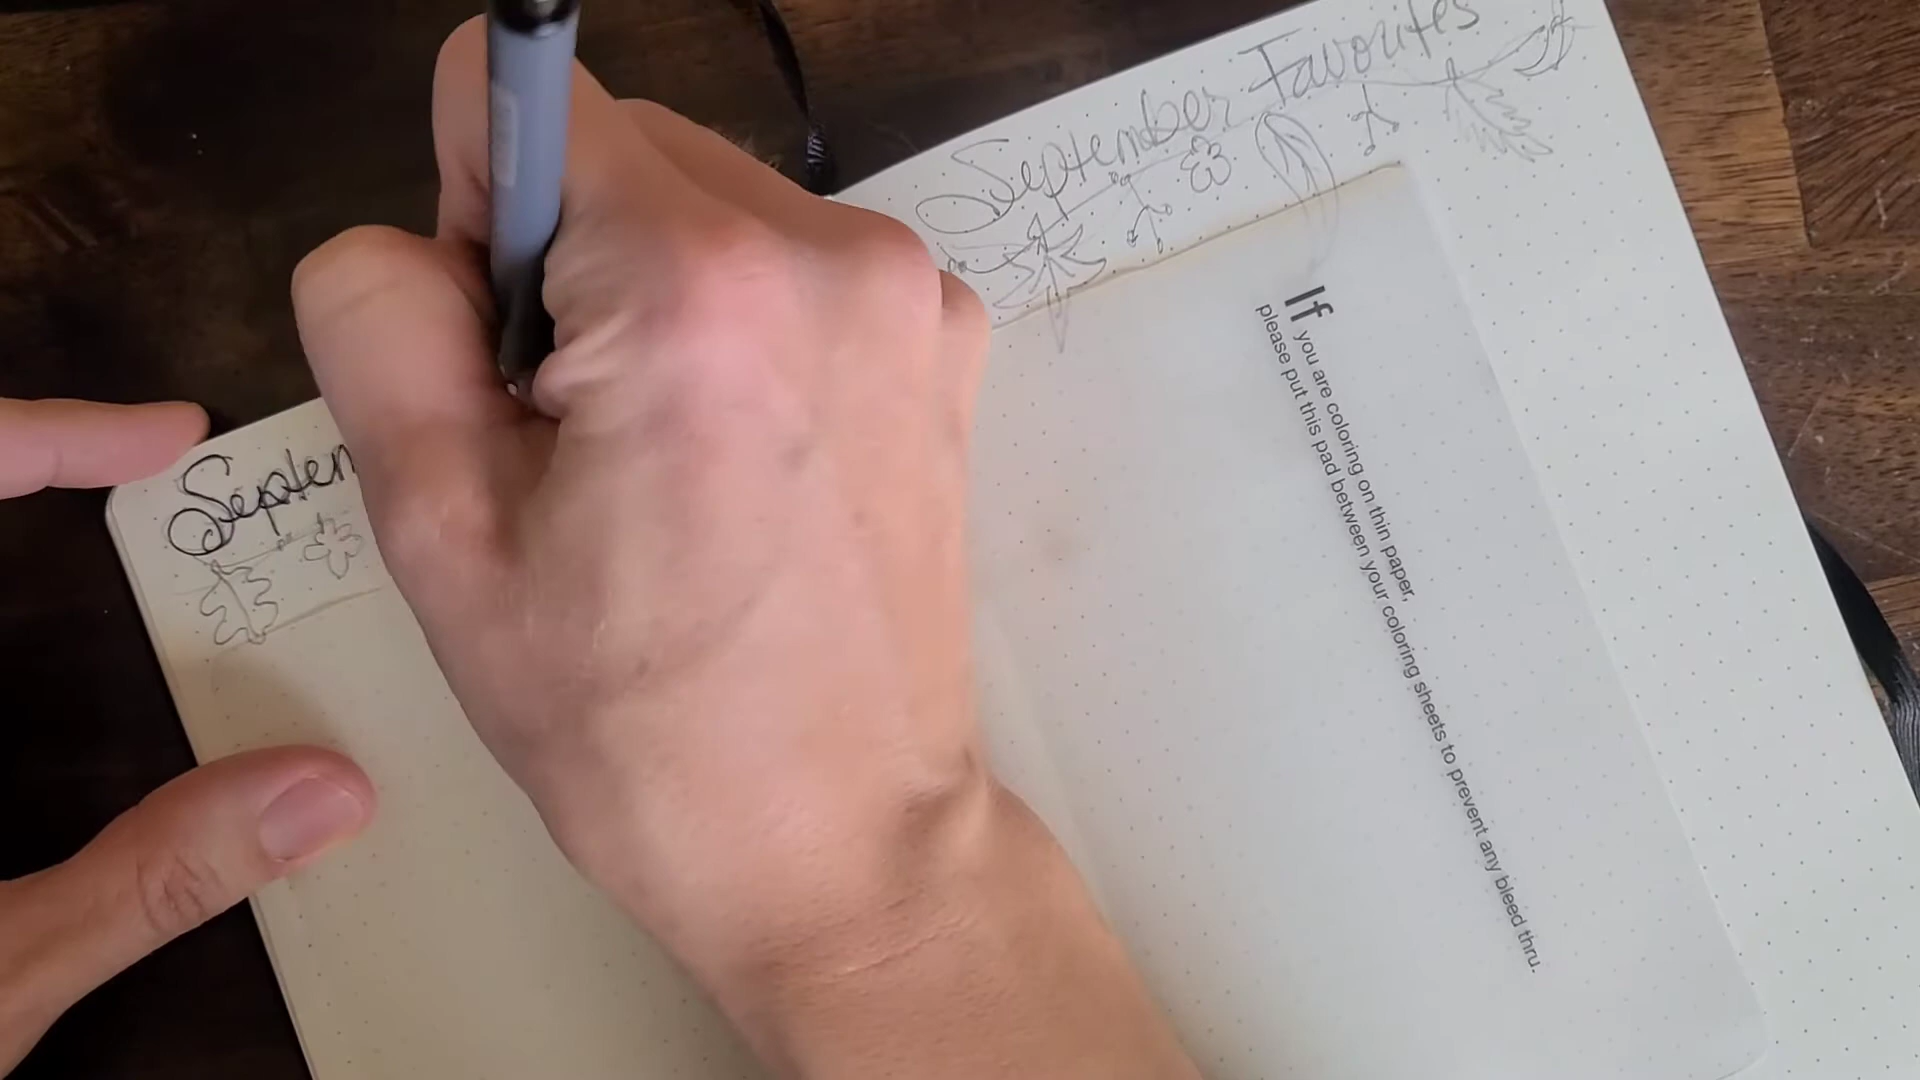 Septem
September Favorites
If you are coloring on thin paper,
please put this pad between your coloring sheets to prevent any bleed thru.